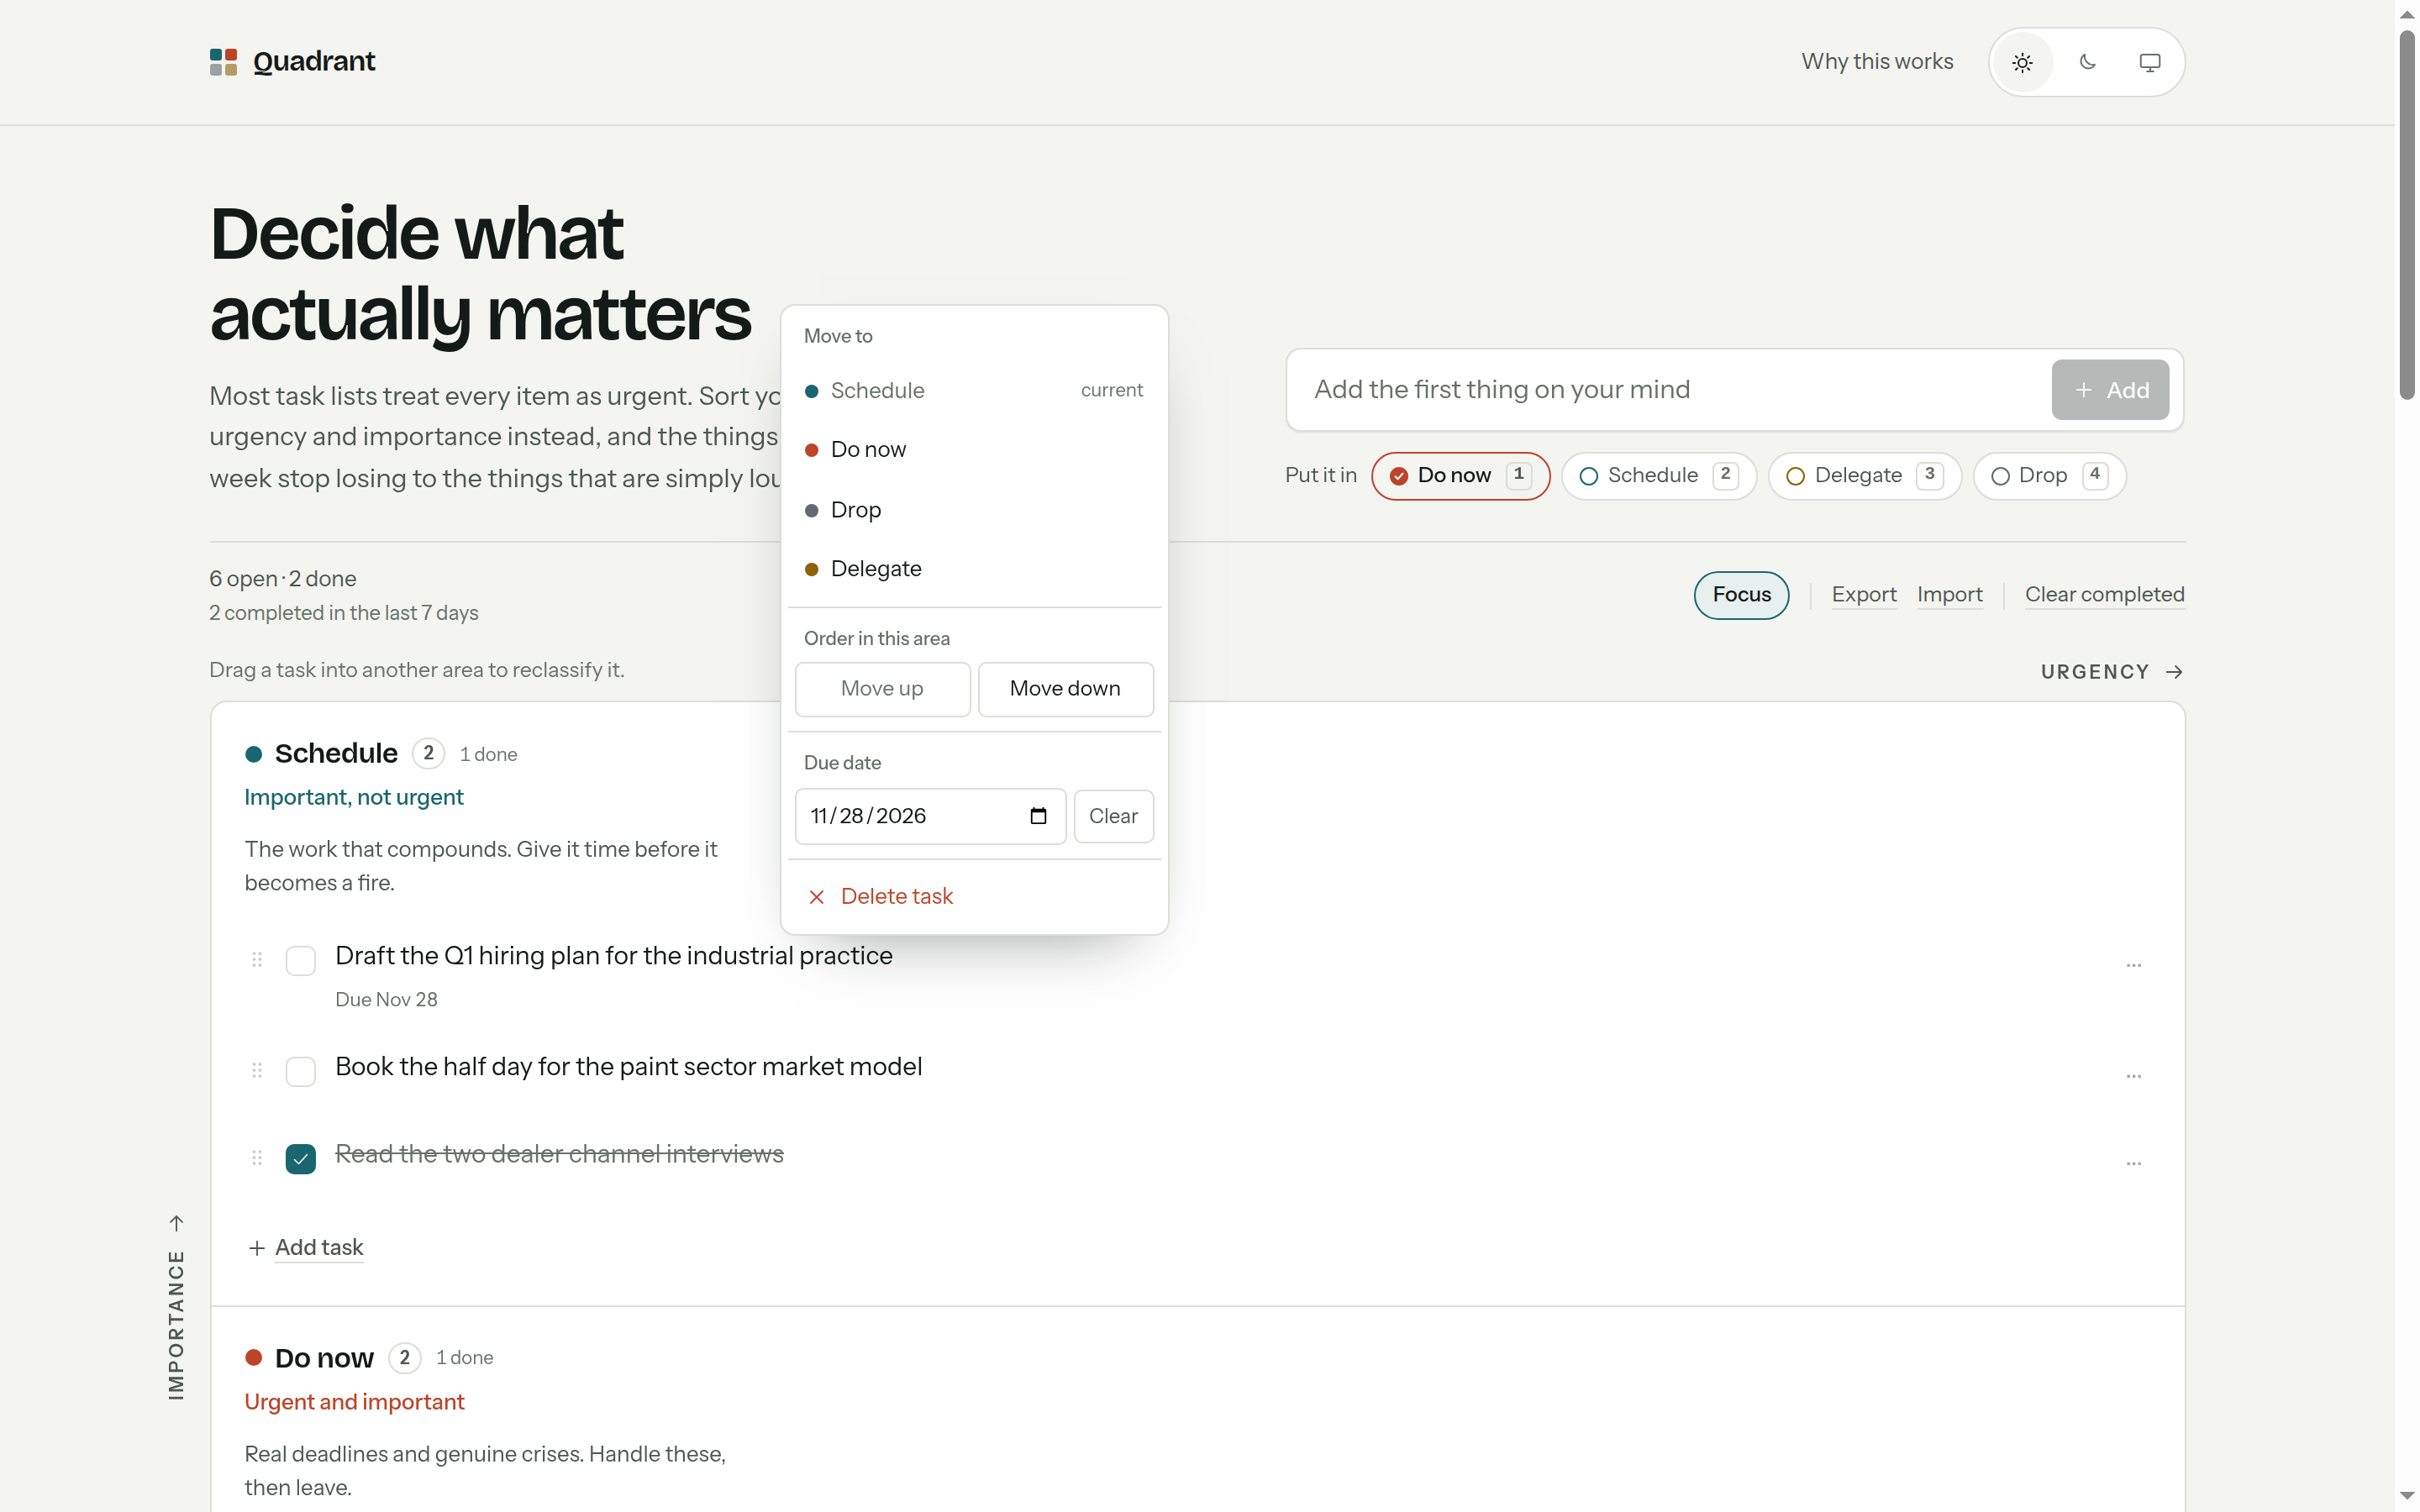 Quadrant
Why this works
Decide what
actually matters
Most task lists treat every item as urgent. Sort
urgency and importance instead, and the things
week stop losing to the things that are simply
Add the first thing on your mind
+ Add
Put it in
Do now 1
Schedule 2
Delegate 3
Drop 4
6 open · 2 done
2 completed in the last 7 days
Focus
Export
Import
Clear completed
Drag a task into another area to reclassify it.
URGENCY →
IMPORTANCE →
Move to
Schedule current
Do now
Drop
Delegate
Order in this area
Move up
Move down
Due date
11/28/2026
Clear
Delete task
Schedule 2 1 done
Important, not urgent
The work that compounds. Give it time before it
becomes a fire.
Draft the Q1 hiring plan for the industrial practice
...
Due Nov 28
Book the half day for the paint sector market model
...
Read the two dealer channel interviews
...
+ Add task
Do now 2 1 done
Urgent and important
Real deadlines and genuine crises. Handle these,
then leave.